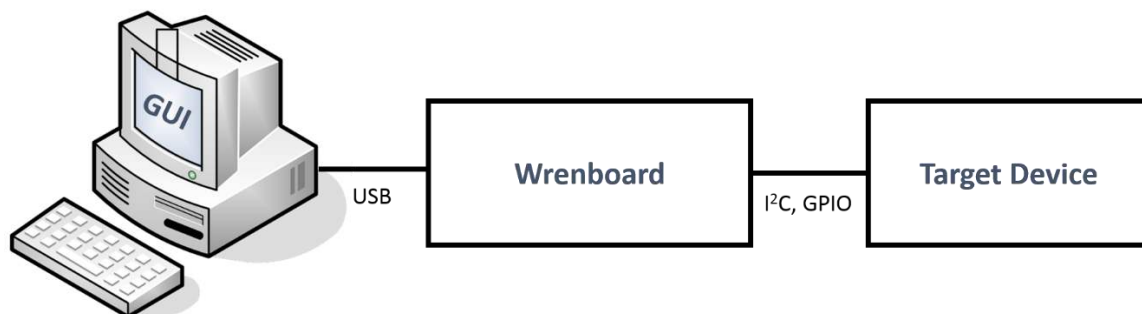 GUI
USB
Wrenboard
I²C, GPIO
Target Device